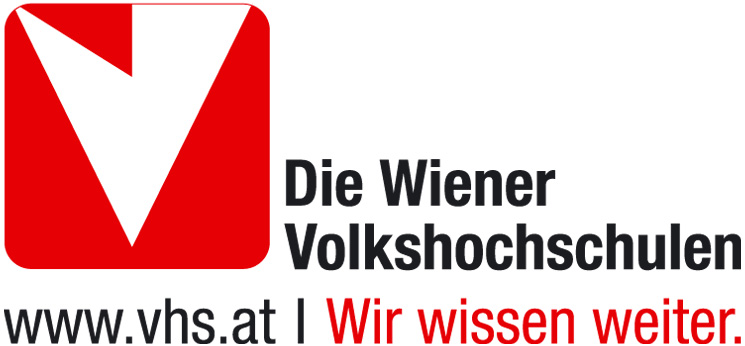 Die Wiener
Volkshochschulen
www.vhs.at | Wir wissen weiter.